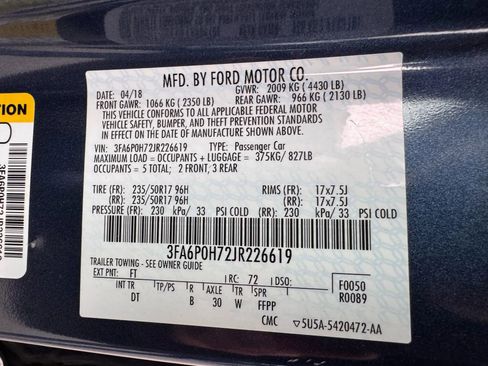 MFD. BY FORD MOTOR CO.
04/18 GVWR: 2009 KG ( 4430 LB)
FRONT GAWR: 1066 KG ( 2350 LB) REAR GAWR: 966 KG ( 2130 LB)
THIS VEHICLE CONFORMS TO ALL APPLICABLE FEDERAL MOTOR
VEHICLE SAFETY, BUMPER, AND THEFT PREVENTION STANDARDS
IN EFFECT ON THE DATE OF MANUFACTURE SHOWN ABOVE.
VIN: 3FA6P0H72JR226619 TYPE: Passenger Car
MAXIMUM LOAD = OCCUPANTS + LUGGAGE = 375KG/ 827LB
OCCUPANTS = 5 TOTAL; 2 FRONT, 3 REAR
TIRE (FR): 235/50R17 96H RIMS (FR): 17x7.5J
(RR): 235/50R17 96H (RR): 17x7.5J
PRESSURE (FR): 230 kPa/ 33 PSI COLD (RR): 230 kPa/ 33 PSI COLD
3FA6P0H72JR226619
TRAILER TOWING - SEE OWNER GUIDE
EXT PNT: FT RC: 72 DSO: F0050
INT TR TP/PS R AXLE TR SPR R0089
DT B 30 W FFPP
CMC 5U5A-5420472-AA
TION